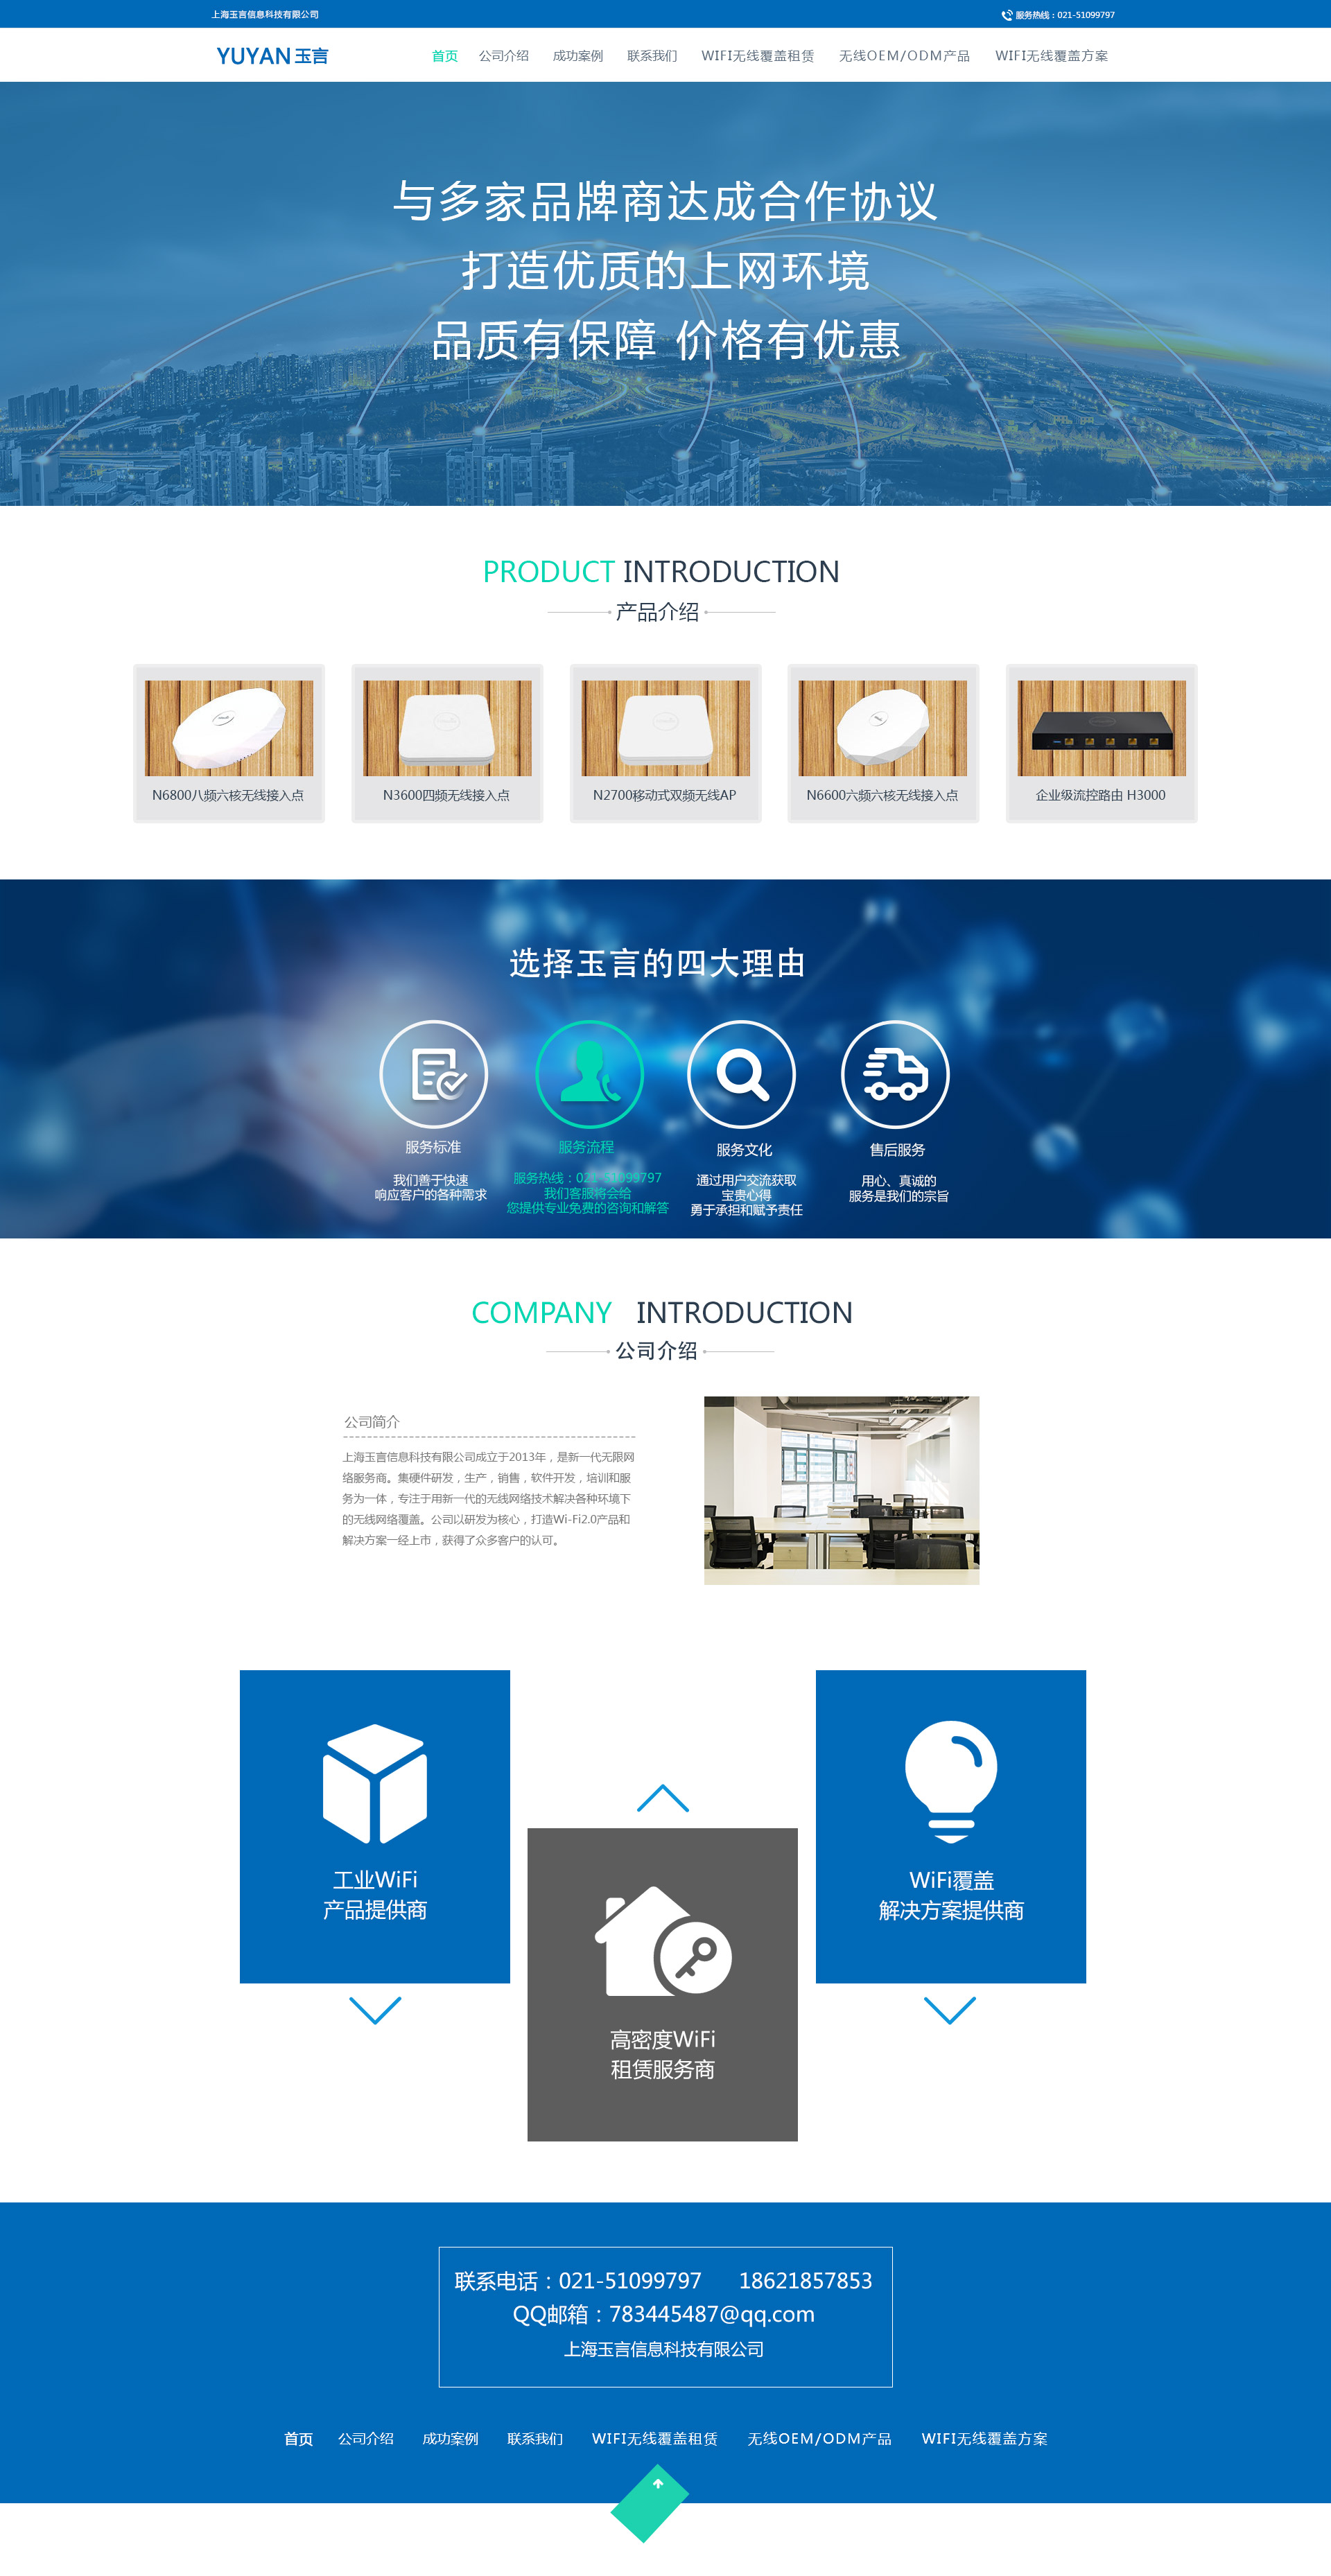 上海玉言信息科技有限公司
服务热线：021-51099797
YUYAN 玉言
首页 公司介绍 成功案例 联系我们 WIFI无线覆盖租赁 无线OEM/ODM产品 WIFI无线覆盖方案
与多家品牌商达成合作协议
打造优质的上网环境
品质有保障 价格有优惠
PRODUCT INTRODUCTION
产品介绍
N6800八频六核无线接入点
N3600四频无线接入点
N2700移动式双频无线AP
N6600六频六核无线接入点
企业级流控路由 H3000
选择玉言的四大理由
服务标准
我们善于快速
响应客户的各种需求
服务流程
服务热线：021-51099797
我们客服将会给
您提供专业免费的咨询和解答
服务文化
通过用户交流获取
宝贵心得
勇于承担和赋予责任
售后服务
用心、真诚的
服务是我们的宗旨
COMPANY INTRODUCTION
公司介绍
公司简介
上海玉言信息科技有限公司成立于2013年，是新一代无限网
络服务商。集硬件研发，生产，销售，软件开发，培训和服
务为一体，专注于用新一代的无线网络技术解决各种环境下
的无线网络覆盖。公司以研发为核心，打造Wi-Fi2.0产品和
解决方案一经上市，获得了众多客户的认可。
工业WiFi
产品提供商
高密度WiFi
租赁服务商
WiFi覆盖
解决方案提供商
联系电话：021-51099797 18621857853
QQ邮箱：783445487@qq.com
上海玉言信息科技有限公司
首页 公司介绍 成功案例 联系我们 WIFI无线覆盖租赁 无线OEM/ODM产品 WIFI无线覆盖方案